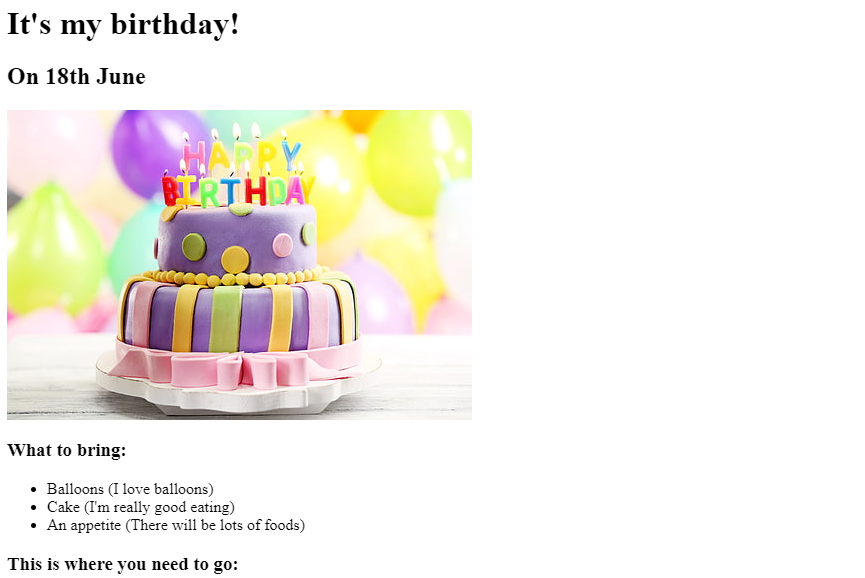 It's my birthday!
On 18th June
HAPPY
BIRTHDAY
What to bring:
Balloons (I love balloons)
Cake (I'm really good eating)
An appetite (There will be lots of foods)
This is where you need to go: